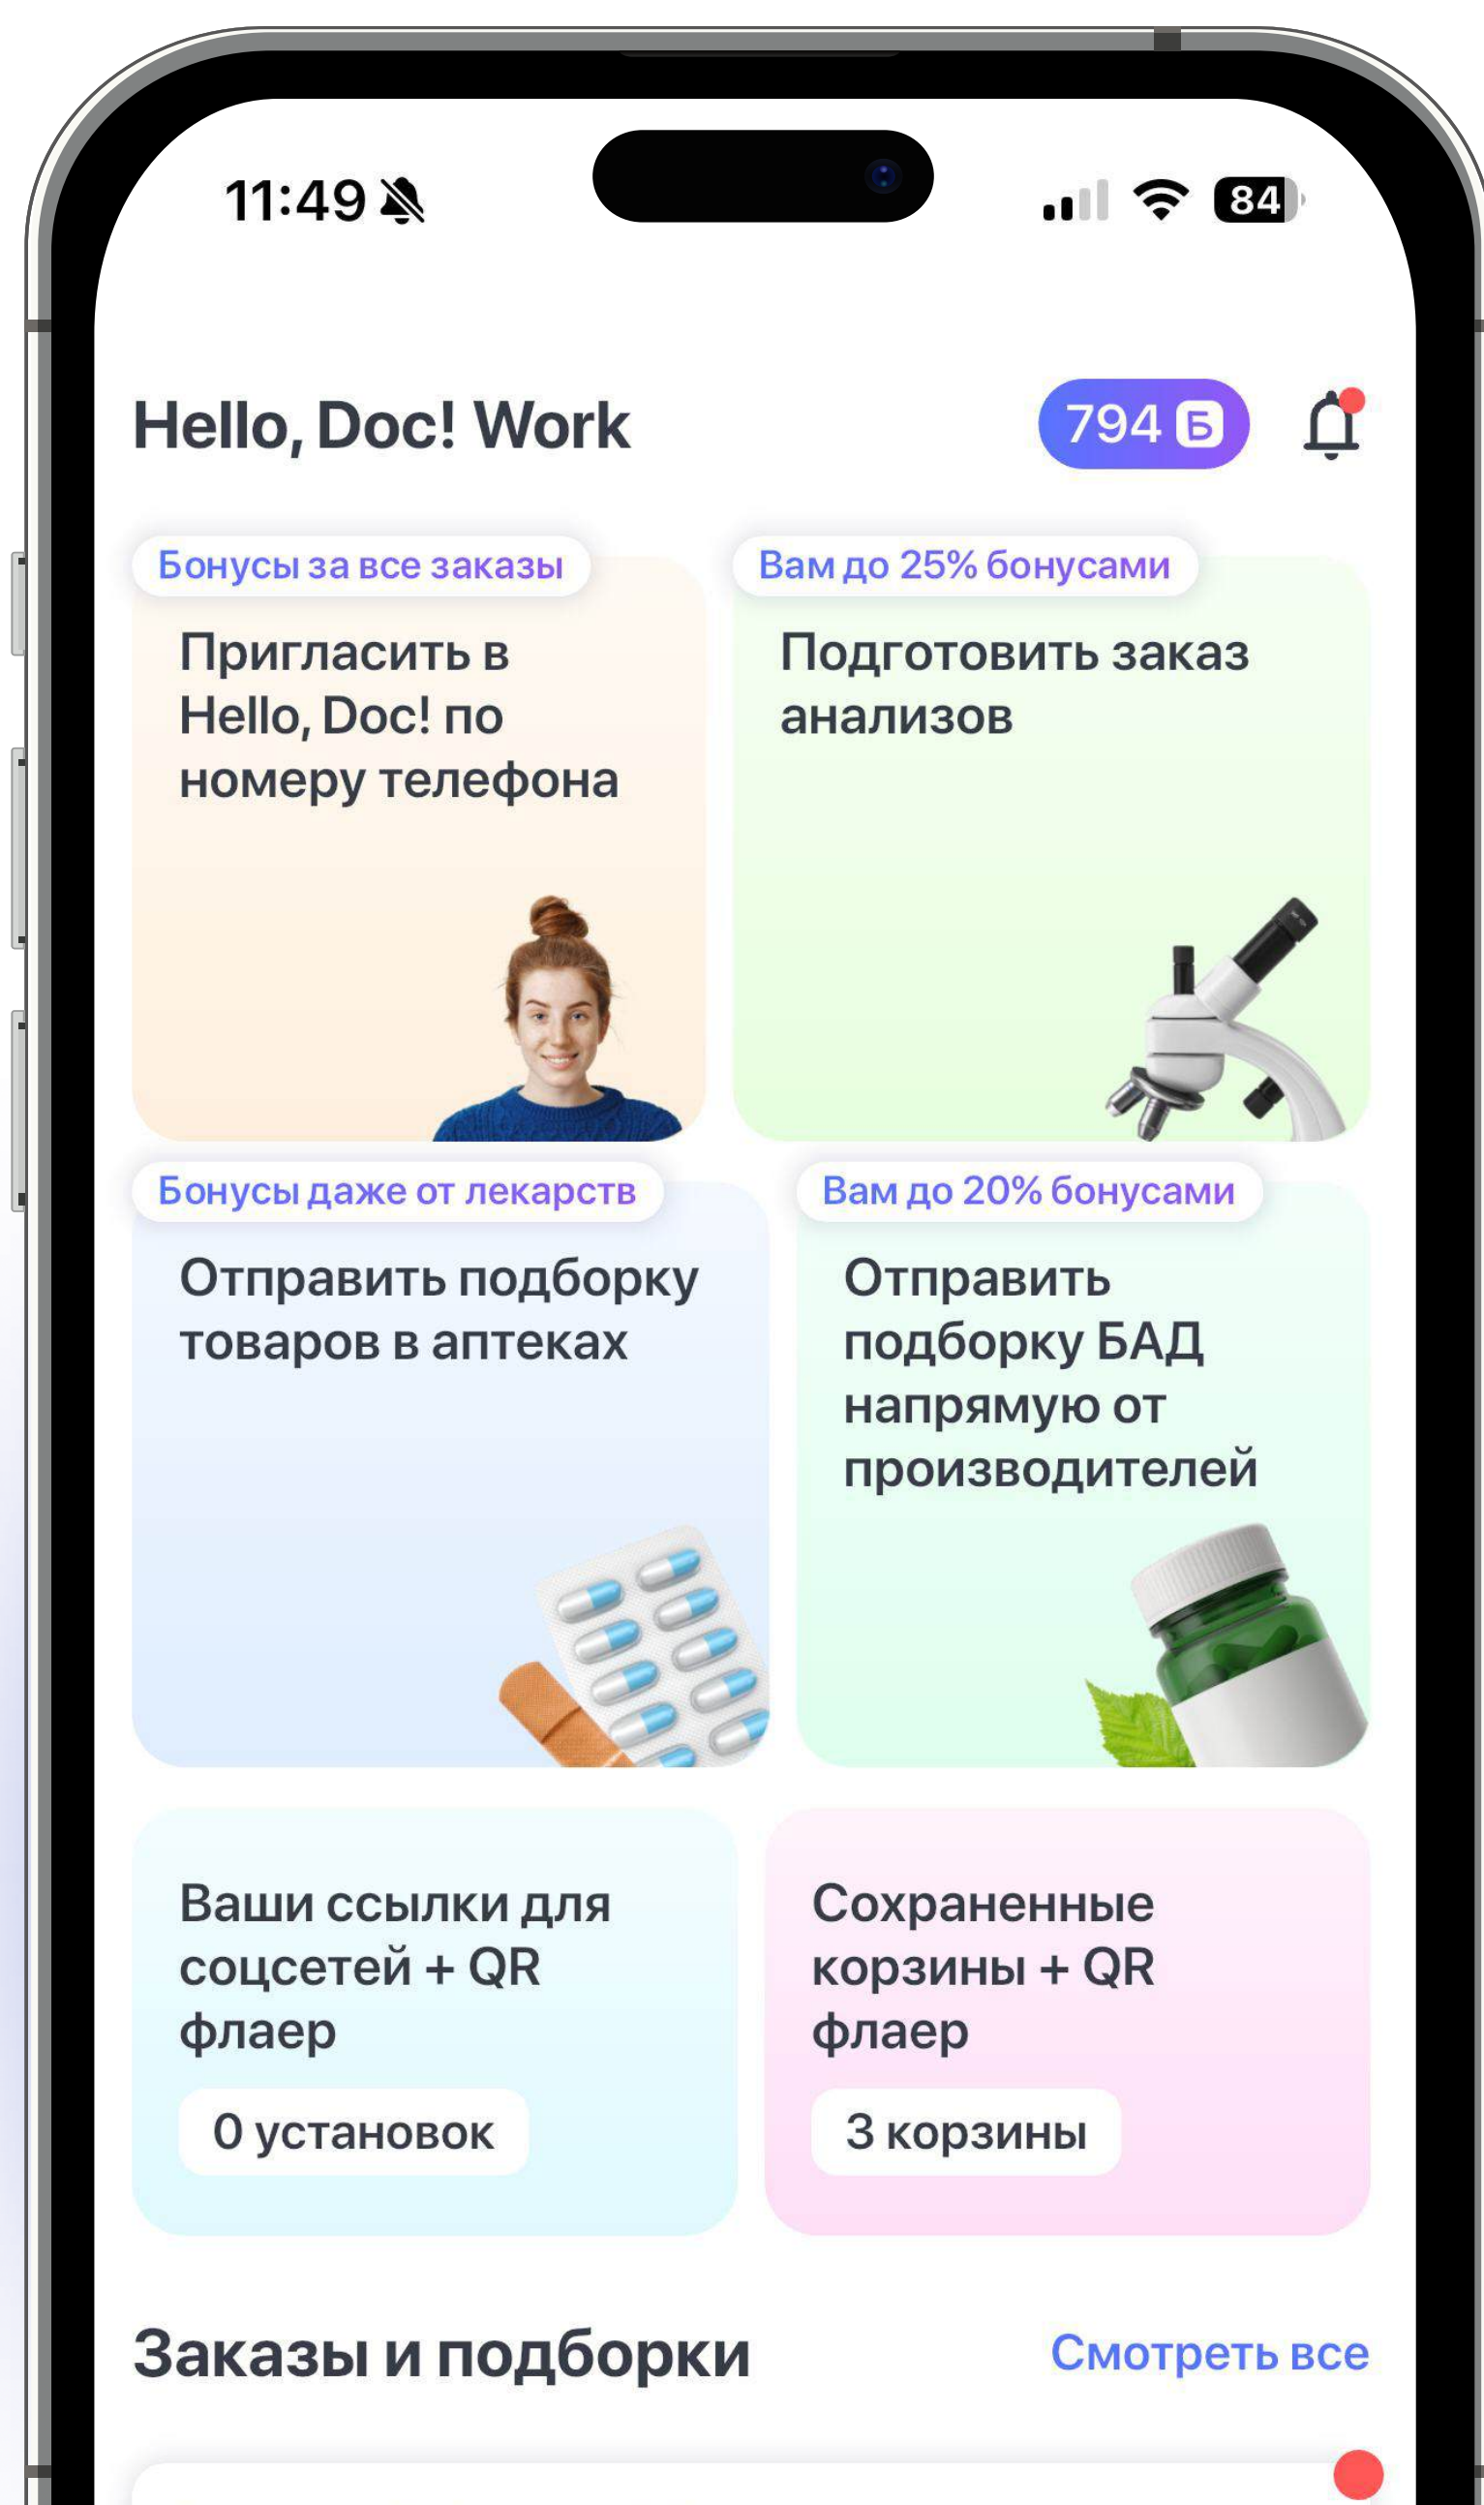 11:49
84
Hello, Doc! Work
794 Б
Бонусы за все заказы
Пригласить в
Hello, Doc! по
номеру телефона
Вам до 25% бонусами
Подготовить заказ
анализов
Бонусы даже от лекарств
Отправить подборку
товаров в аптеках
Вам до 20% бонусами
Отправить
подборку БАД
напрямую от
производителей
Ваши ссылки для
соцсетей + QR
флаер
0 установок
Сохраненные
корзины + QR
флаер
3 корзины
Заказы и подборки
Смотреть все